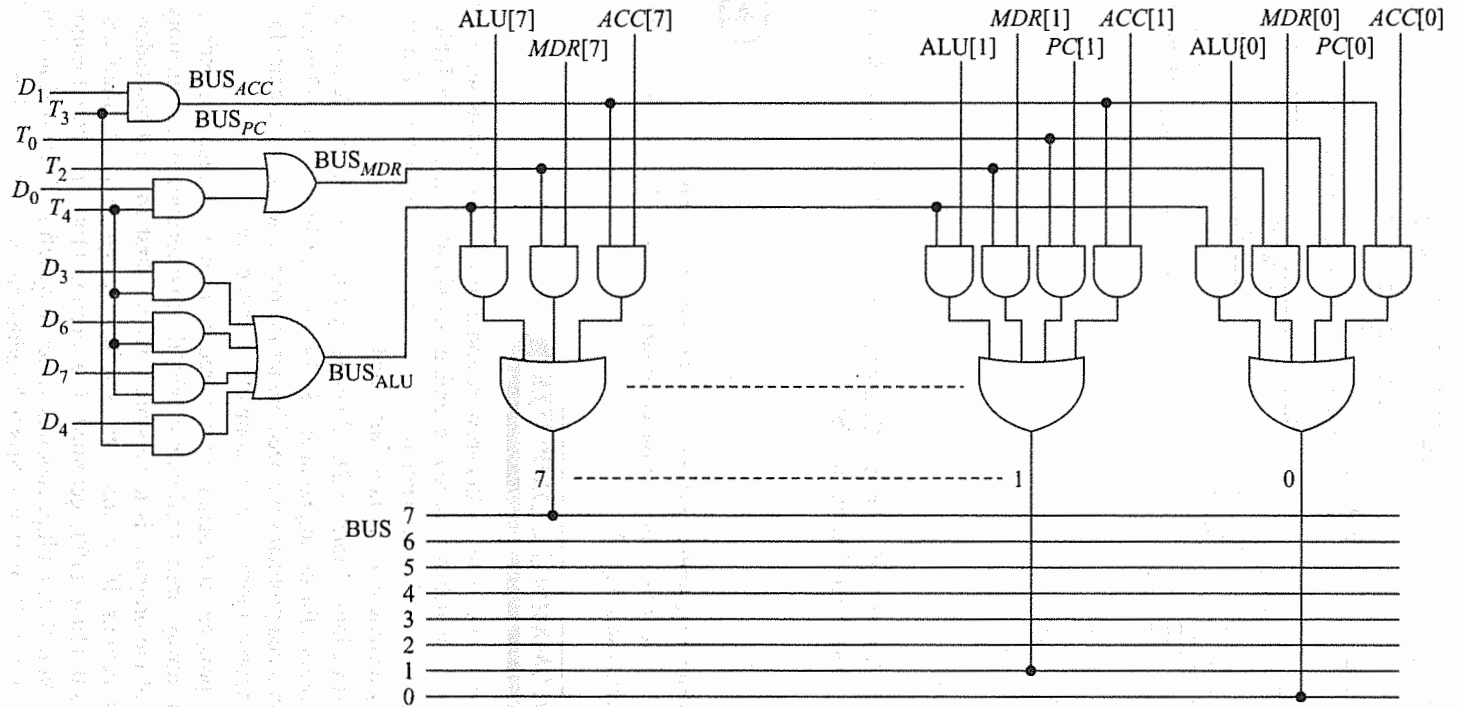 ALU[7] ACC[7] MDR[1] ACC[1] MDR[0] ACC[0]
MDR[7] ALU[1] PC[1] ALU[0] PC[0]
D1 BUSACC
T3 BUSPC
T0
T2 BUSMDR
D0
T4
D3
D6
D7 BUSALU
D4
7 1 0
BUS 7
6
5
4
3
2
1
0